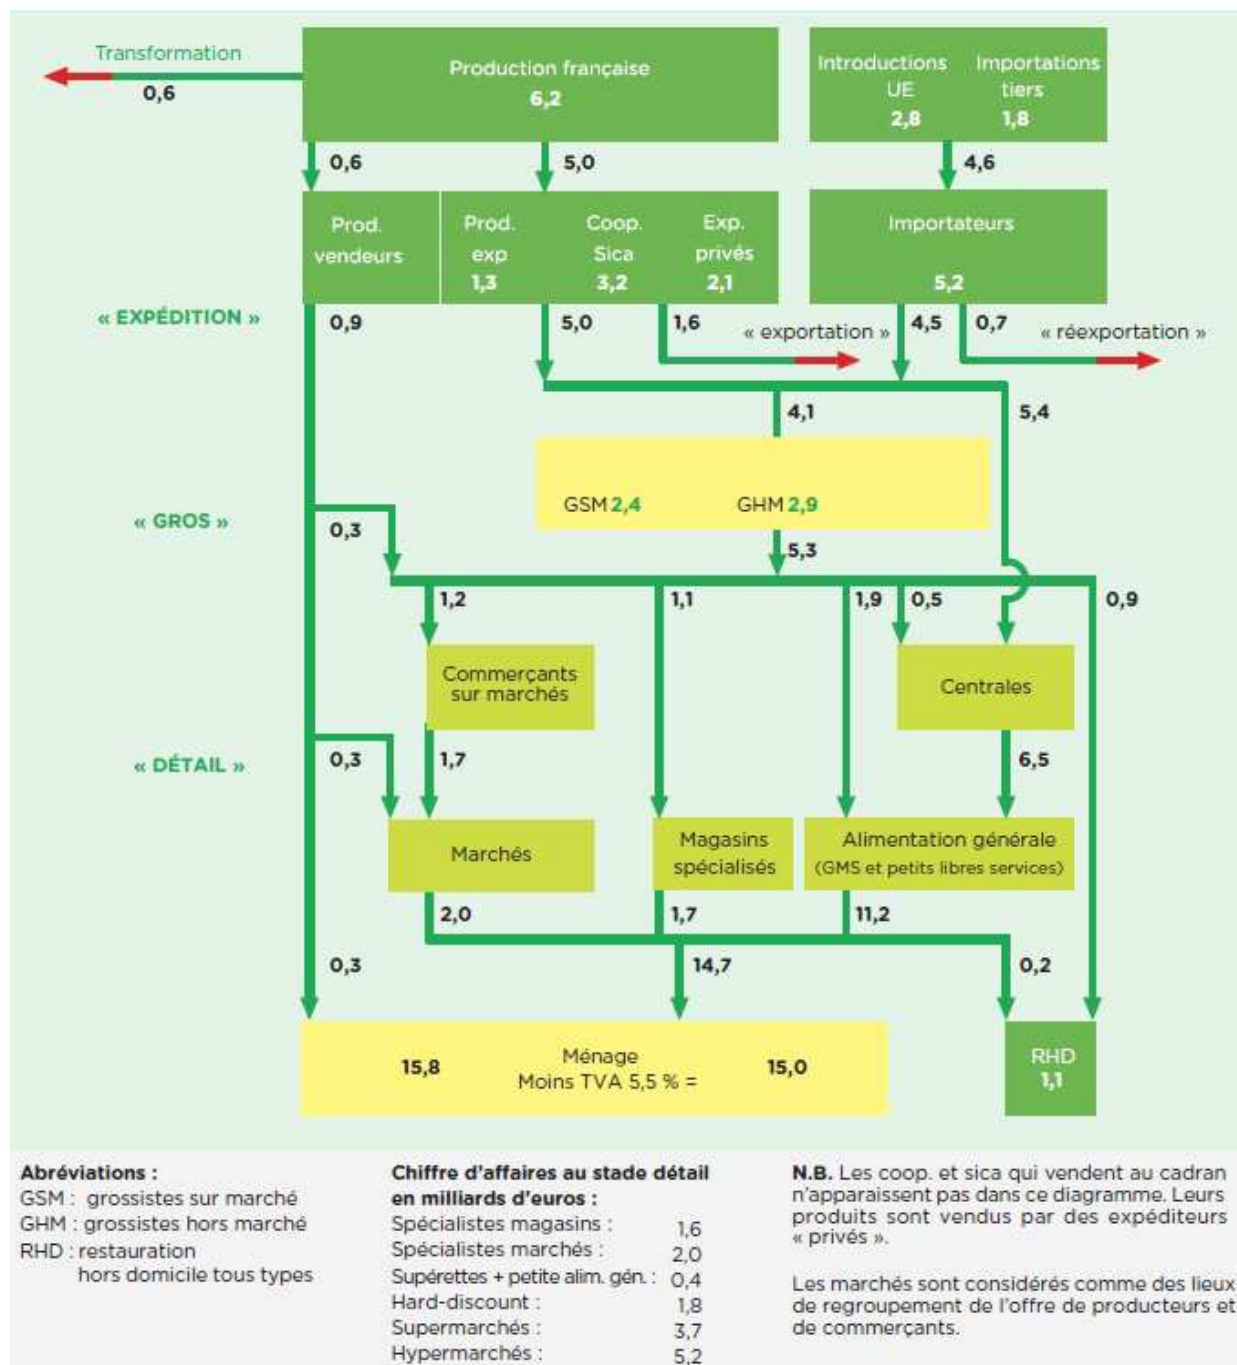 Transformation
0,6
Production française
6,2
Introductions
UE
2,8
Importations
tiers
1,8
0,6
5,0
4,6
Prod.
vendeurs
Prod.
exp
1,3
Coop.
Sica
3,2
Exp.
privés
2,1
Importateurs
5,2
« EXPÉDITION »
0,9
5,0
1,6
« exportation »
4,5
0,7
« réexportation »
4,1
5,4
GSM 2,4
GHM 2,9
« GROS »
0,3
5,3
1,2
1,1
1,9
0,5
0,9
Commerçants
sur marchés
Centrales
« DÉTAIL »
0,3
1,7
6,5
Marchés
Magasins
spécialisés
Alimentation générale
(GMS et petits libres services)
2,0
1,7
11,2
0,3
14,7
0,2
15,8
Ménage
Moins TVA 5,5 % =
15,0
RHD
1,1
Abréviations :
GSM : grossistes sur marché
GHM : grossistes hors marché
RHD : restauration
hors domicile tous types
Chiffre d'affaires au stade détail
en milliards d'euros :
Spécialistes magasins : 1,6
Spécialistes marchés : 2,0
Supérettes + petite alim. gén. : 0,4
Hard-discount : 1,8
Supermarchés : 3,7
Hypermarchés : 5,2
N.B. Les coop. et sica qui vendent au cadran
n'apparaissent pas dans ce diagramme. Leurs
produits sont vendus par des expéditeurs
« privés ».
Les marchés sont considérés comme des lieux
de regroupement de l'offre de producteurs et
de commerçants.